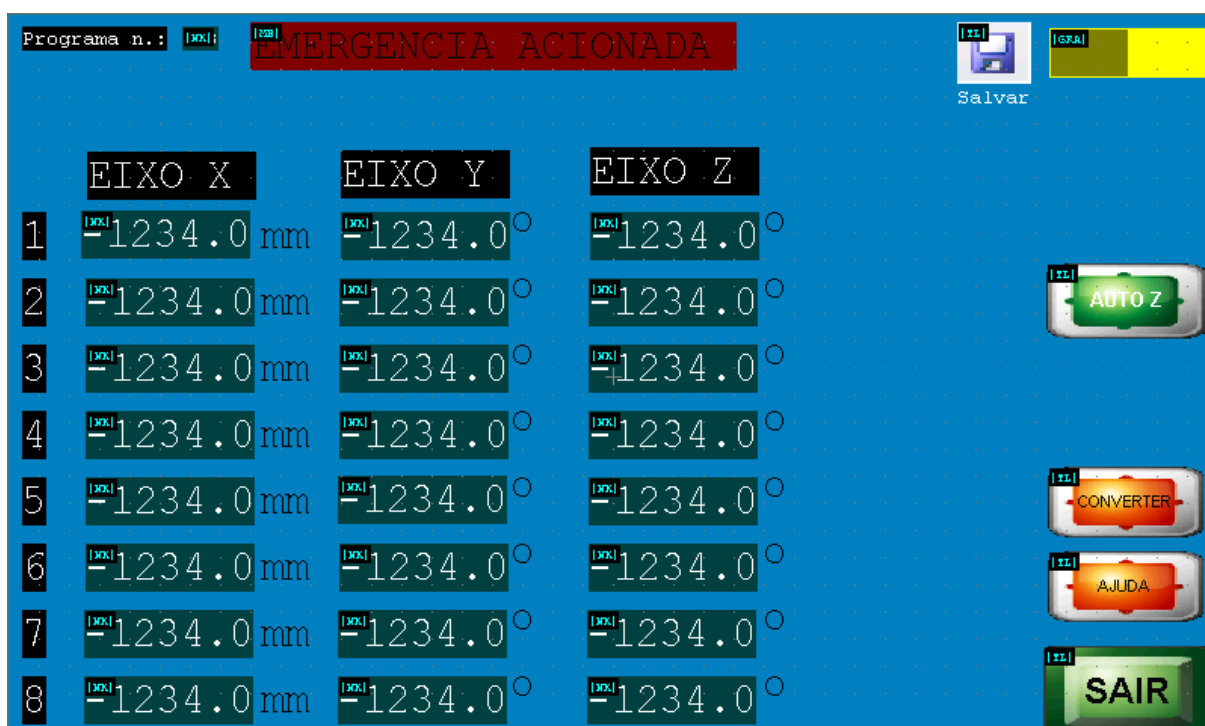 Programa n.:
EMERGENCIA ACIONADA
Salvar
EIXO X EIXO Y EIXO Z
1 -1234.0 mm -1234.0° -1234.0°
2 -1234.0 mm -1234.0° -1234.0°
AUTO Z
3 -1234.0 mm -1234.0° -1234.0°
4 -1234.0 mm -1234.0° -1234.0°
5 -1234.0 mm -1234.0° -1234.0°
CONVERTER
6 -1234.0 mm -1234.0° -1234.0°
AJUDA
7 -1234.0 mm -1234.0° -1234.0°
8 -1234.0 mm -1234.0° -1234.0°
SAIR